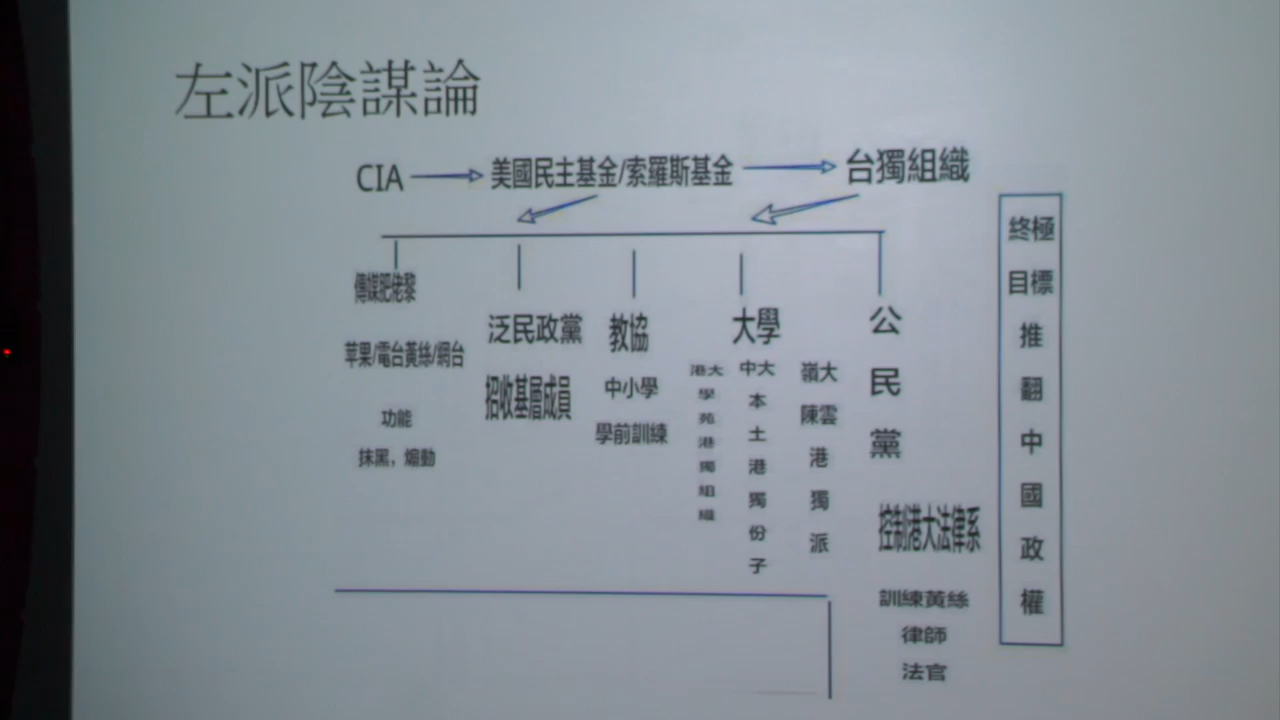 左派陰謀論
CIA
美國民主基金/索羅斯基金
台獨組織
傳媒肥佬黎
苹果/電台黃絲/網台
功能
抹黑，煽動
泛民政黨
招收基層成員
教協
中小學
學前訓練
大學
港大
學
苑
港
獨
組
織
中大
本
土
港
獨
份
子
嶺大
陳雲
港
獨
派
公
民
黨
控制港大法律系
訓練黃絲
律師
法官
終極
目標
推
翻
中
國
政
權